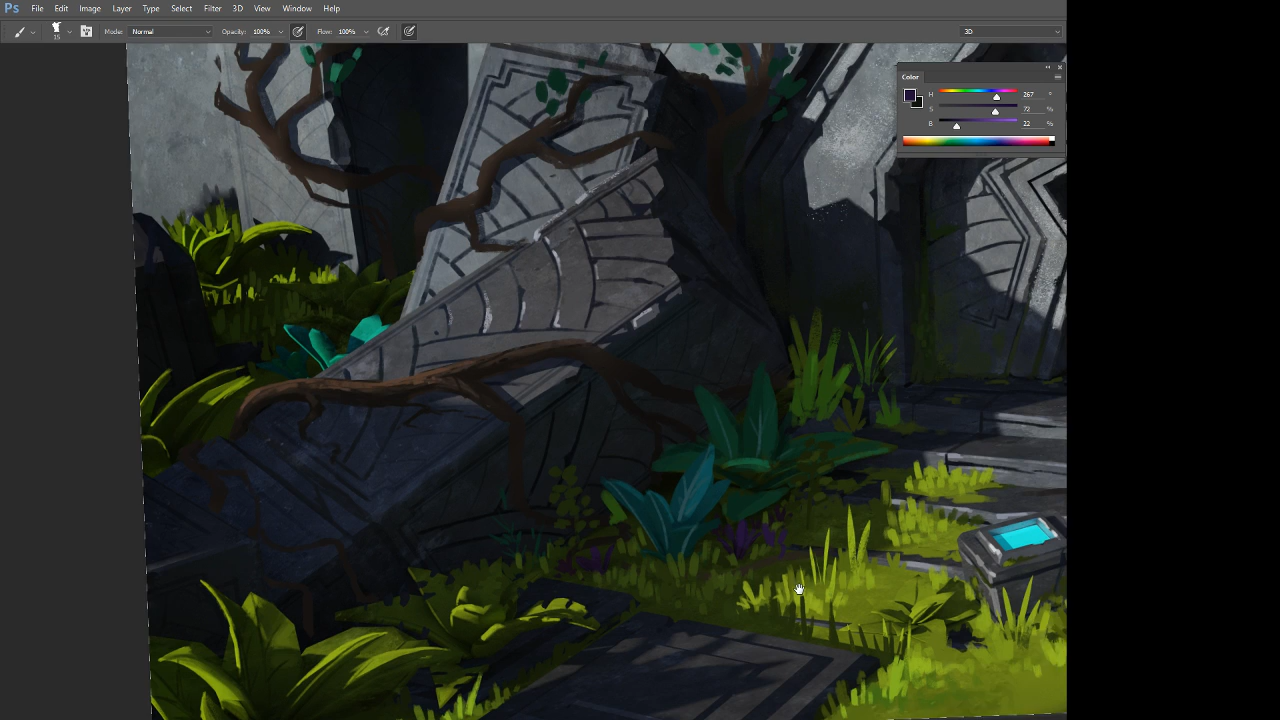 Ps File Edit Image Layer Type Select Filter 3D View Window Help
15 Mode: Normal Opacity: 100% Flow: 100% 3D
Color
H 267 °
S 72 %
B 22 %